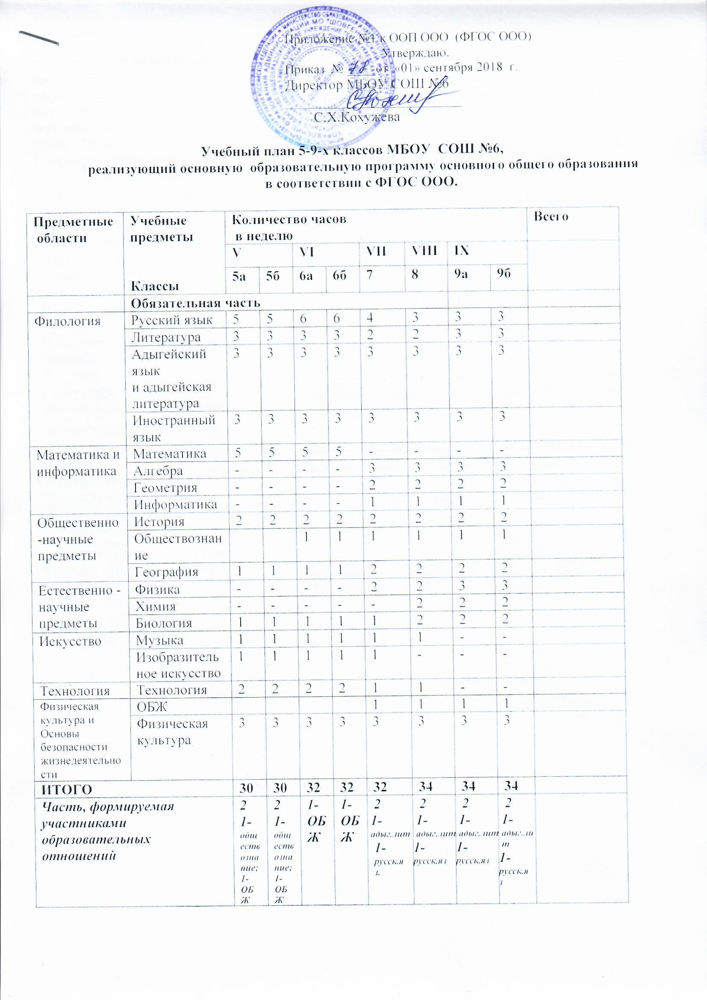 Приложение №1 к ООП ООО (ФГОС ООО)
Утверждаю.
Приказ № 78 от «01» сентября 2018 г.
Директор МБОУ СОШ №6
С.Х.Кохужева
Учебный план 5-9-х классов МБОУ СОШ №6,
реализующий основную образовательную программу основного общего образования
в соответствии с ФГОС ООО.
Предметные области Учебные предметы Классы Количество часов в неделю Всего
V VI VII VIII IX
5а 5б 6а 6б 7 8 9а 9б
Обязательная часть
Филология Русский язык 5 5 6 6 4 3 3 3
Литература 3 3 3 3 2 2 3 3
Адыгейский язык и адыгейская литература 3 3 3 3 3 3 3 3
Иностранный язык 3 3 3 3 3 3 3 3
Математика и информатика Математика 5 5 5 5 - - - -
Алгебра - - - - 3 3 3 3
Геометрия - - - - 2 2 2 2
Информатика - - - - 1 1 1 1
Общественно-научные предметы История 2 2 2 2 2 2 2 2
Обществознание 1 1 1 1 1 1
География 1 1 1 1 2 2 2 2
Естественно - научные предметы Физика - - - - 2 2 3 3
Химия - - - - - 2 2 2
Биология 1 1 1 1 1 2 2 2
Искусство Музыка 1 1 1 1 1 1 - -
Изобразительное искусство 1 1 1 1 1 - - -
Технология Технология 2 2 2 2 1 1 - -
Физическая культура и Основы безопасности жизнедеятельности ОБЖ 1 1 1 1
Физическая культура 3 3 3 3 3 3 3 3
ИТОГО 30 30 32 32 32 34 34 34
Часть, формируемая участниками образовательных отношений
2 1- обществознание; 1- ОБЖ
2 1- обществознание; 1- ОБЖ
1- ОБЖ
1- ОБЖ
2 1- адыг.лит 1- русск.яз.
2 1- адыг.лит 1- русск.яз
2 1- адыг.лит 1- русск.яз
2 1- адыг.лит 1- русск.яз